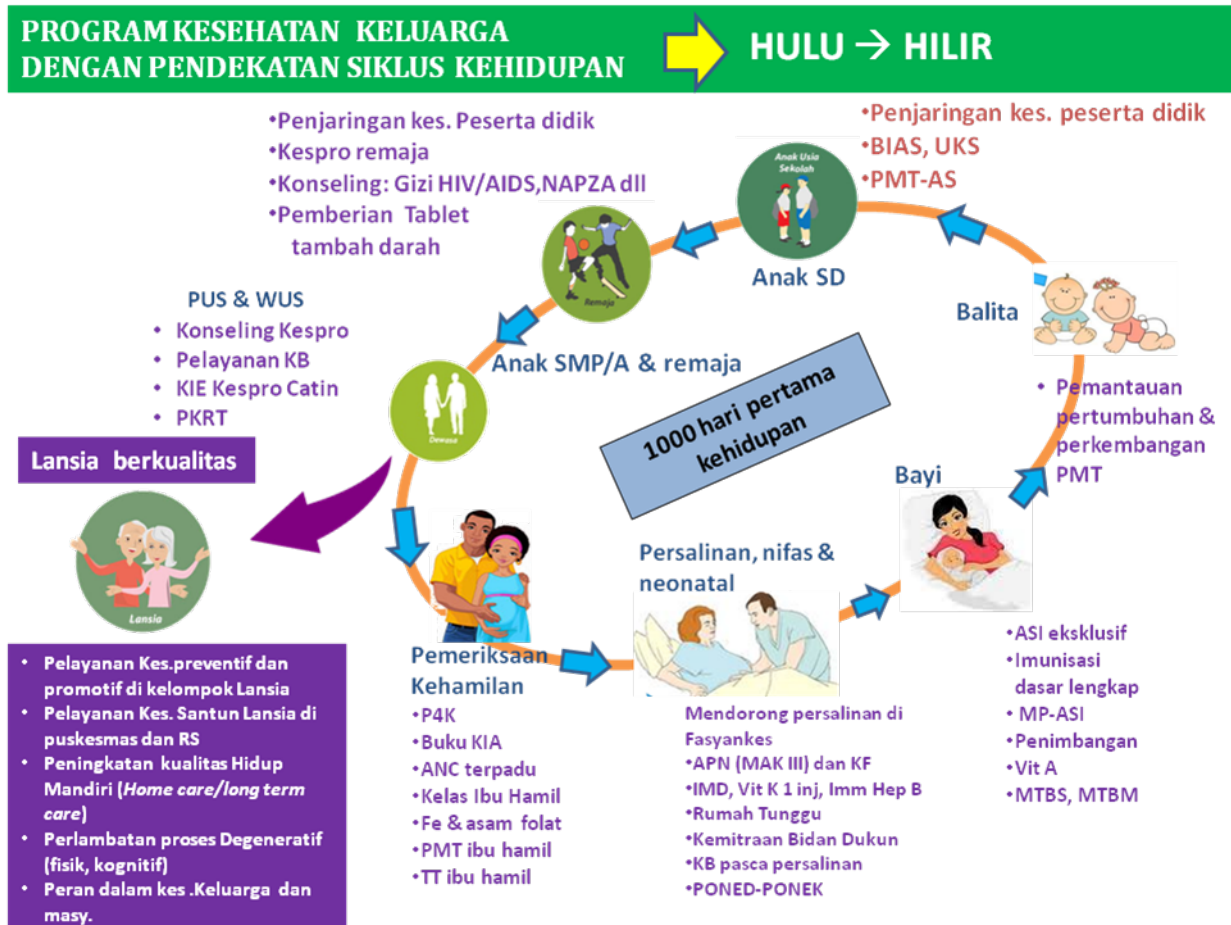 PROGRAM KESEHATAN KELUARGA
DENGAN PENDEKATAN SIKLUS KEHIDUPAN
HULU → HILIR
•Penjaringan kes. Peserta didik
•Kespro remaja
•Konseling: Gizi HIV/AIDS,NAPZA dll
•Pemberian Tablet
tambah darah
•Penjaringan kes. peserta didik
•BIAS, UKS
•PMT-AS
Anak Usia
Sekolah
Anak SD
Remaja
Anak SMP/A & remaja
Balita
• Pemantauan
pertumbuhan &
perkembangan
PMT
PUS & WUS
• Konseling Kespro
• Pelayanan KB
• KIE Kespro Catin
• PKRT
Dewasa
1000 hari pertama
kehidupan
Lansia berkualitas
Lansia
• Pelayanan Kes.preventif dan
promotif di kelompok Lansia
• Pelayanan Kes. Santun Lansia di
puskesmas dan RS
• Peningkatan kualitas Hidup
Mandiri (Home care/long term
care)
• Perlambatan proses Degeneratif
(fisik, kognitif)
• Peran dalam kes .Keluarga dan
masy.
Pemeriksaan
Kehamilan
•P4K
•Buku KIA
•ANC terpadu
•Kelas Ibu Hamil
•Fe & asam folat
•PMT ibu hamil
•TT ibu hamil
Persalinan, nifas &
neonatal
Mendorong persalinan di
Fasyankes
•APN (MAK III) dan KF
•IMD, Vit K 1 inj, Imm Hep B
•Rumah Tunggu
•Kemitraan Bidan Dukun
•KB pasca persalinan
•PONED-PONEK
Bayi
•ASI eksklusif
•Imunisasi
dasar lengkap
• MP-ASI
•Penimbangan
•Vit A
•MTBS, MTBM